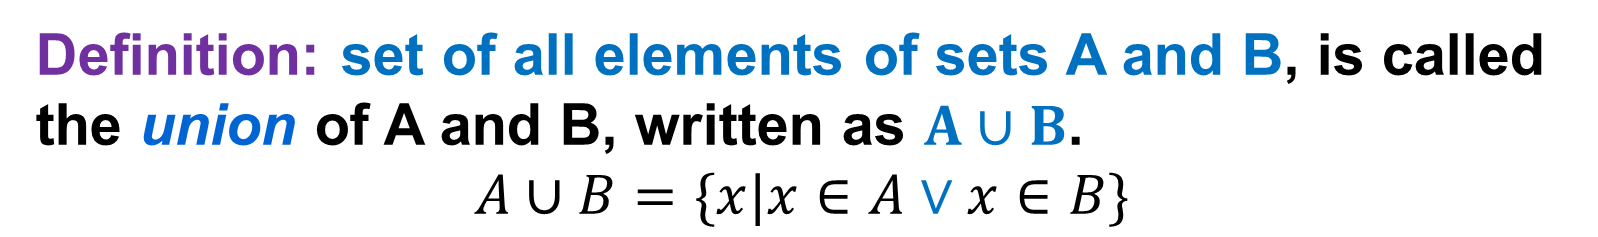 Definition: set of all elements of sets A and B, is called
the union of A and B, written as A ∪ B.
A ∪ B = {x|x ∈ A ∨ x ∈ B}